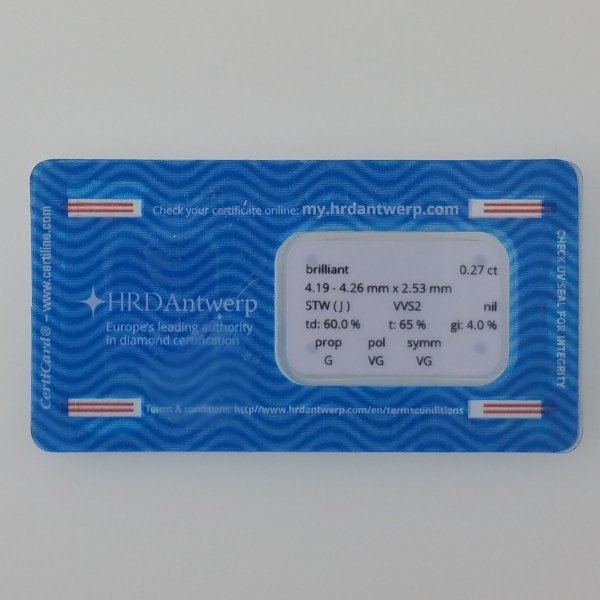 Check your certificate online: my.hrdantwerp.com
CertiCard® - www.certiline.com
HRDAntwerp
Europe's leading authority
in diamond certification
brilliant 0.27 ct
4.19 - 4.26 mm x 2.53 mm
STW ( J ) VVS2 nil
td: 60.0 % t: 65 % gi: 4.0 %
prop pol symm
G VG VG
CHECK UV SEAL FOR INTEGRITY
Terms & conditions: http://www.hrdantwerp.com/en/termsconditions